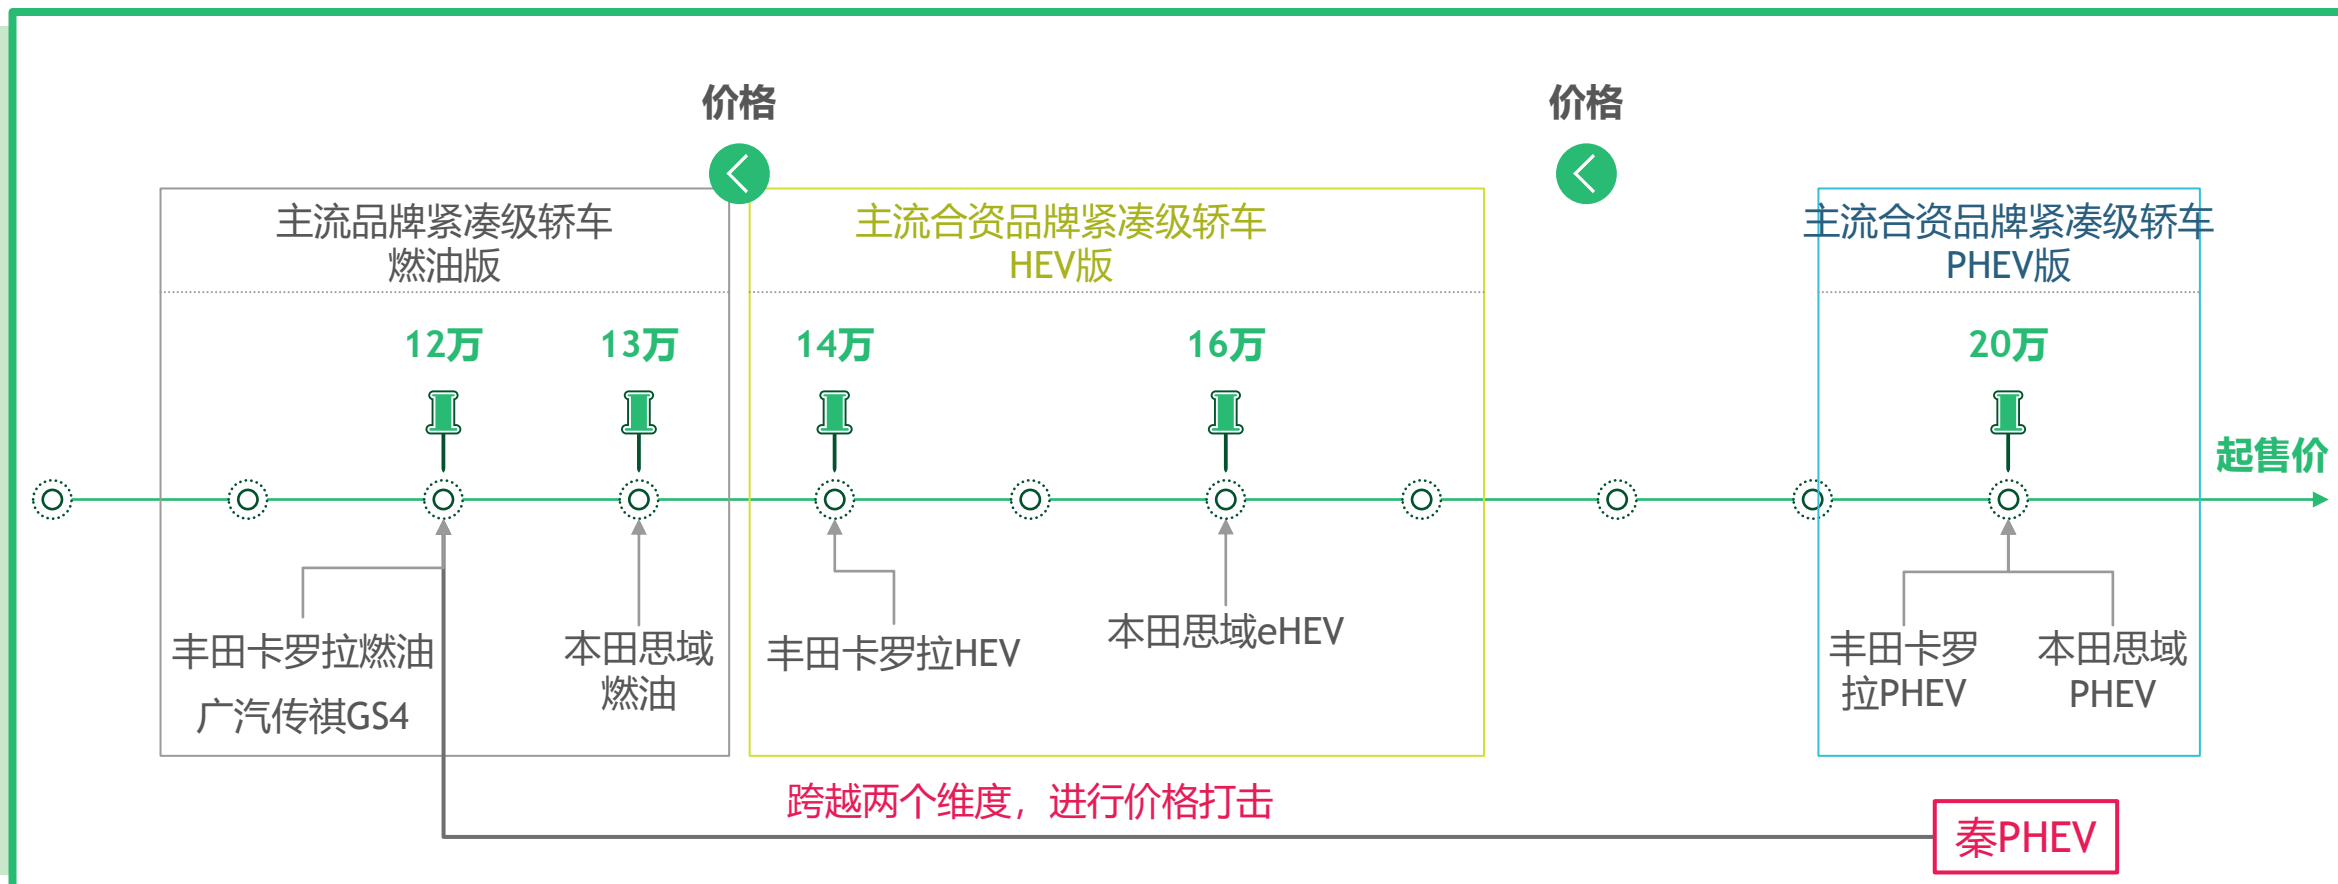 价格
价格
主流品牌紧凑级轿车
燃油版
主流合资品牌紧凑级轿车
HEV版
主流合资品牌紧凑级轿车
PHEV版
12万
13万
14万
16万
20万
起售价
丰田卡罗拉燃油
广汽传祺GS4
本田思域
燃油
丰田卡罗拉HEV
本田思域eHEV
丰田卡罗
拉PHEV
本田思域
PHEV
跨越两个维度，进行价格打击
秦PHEV